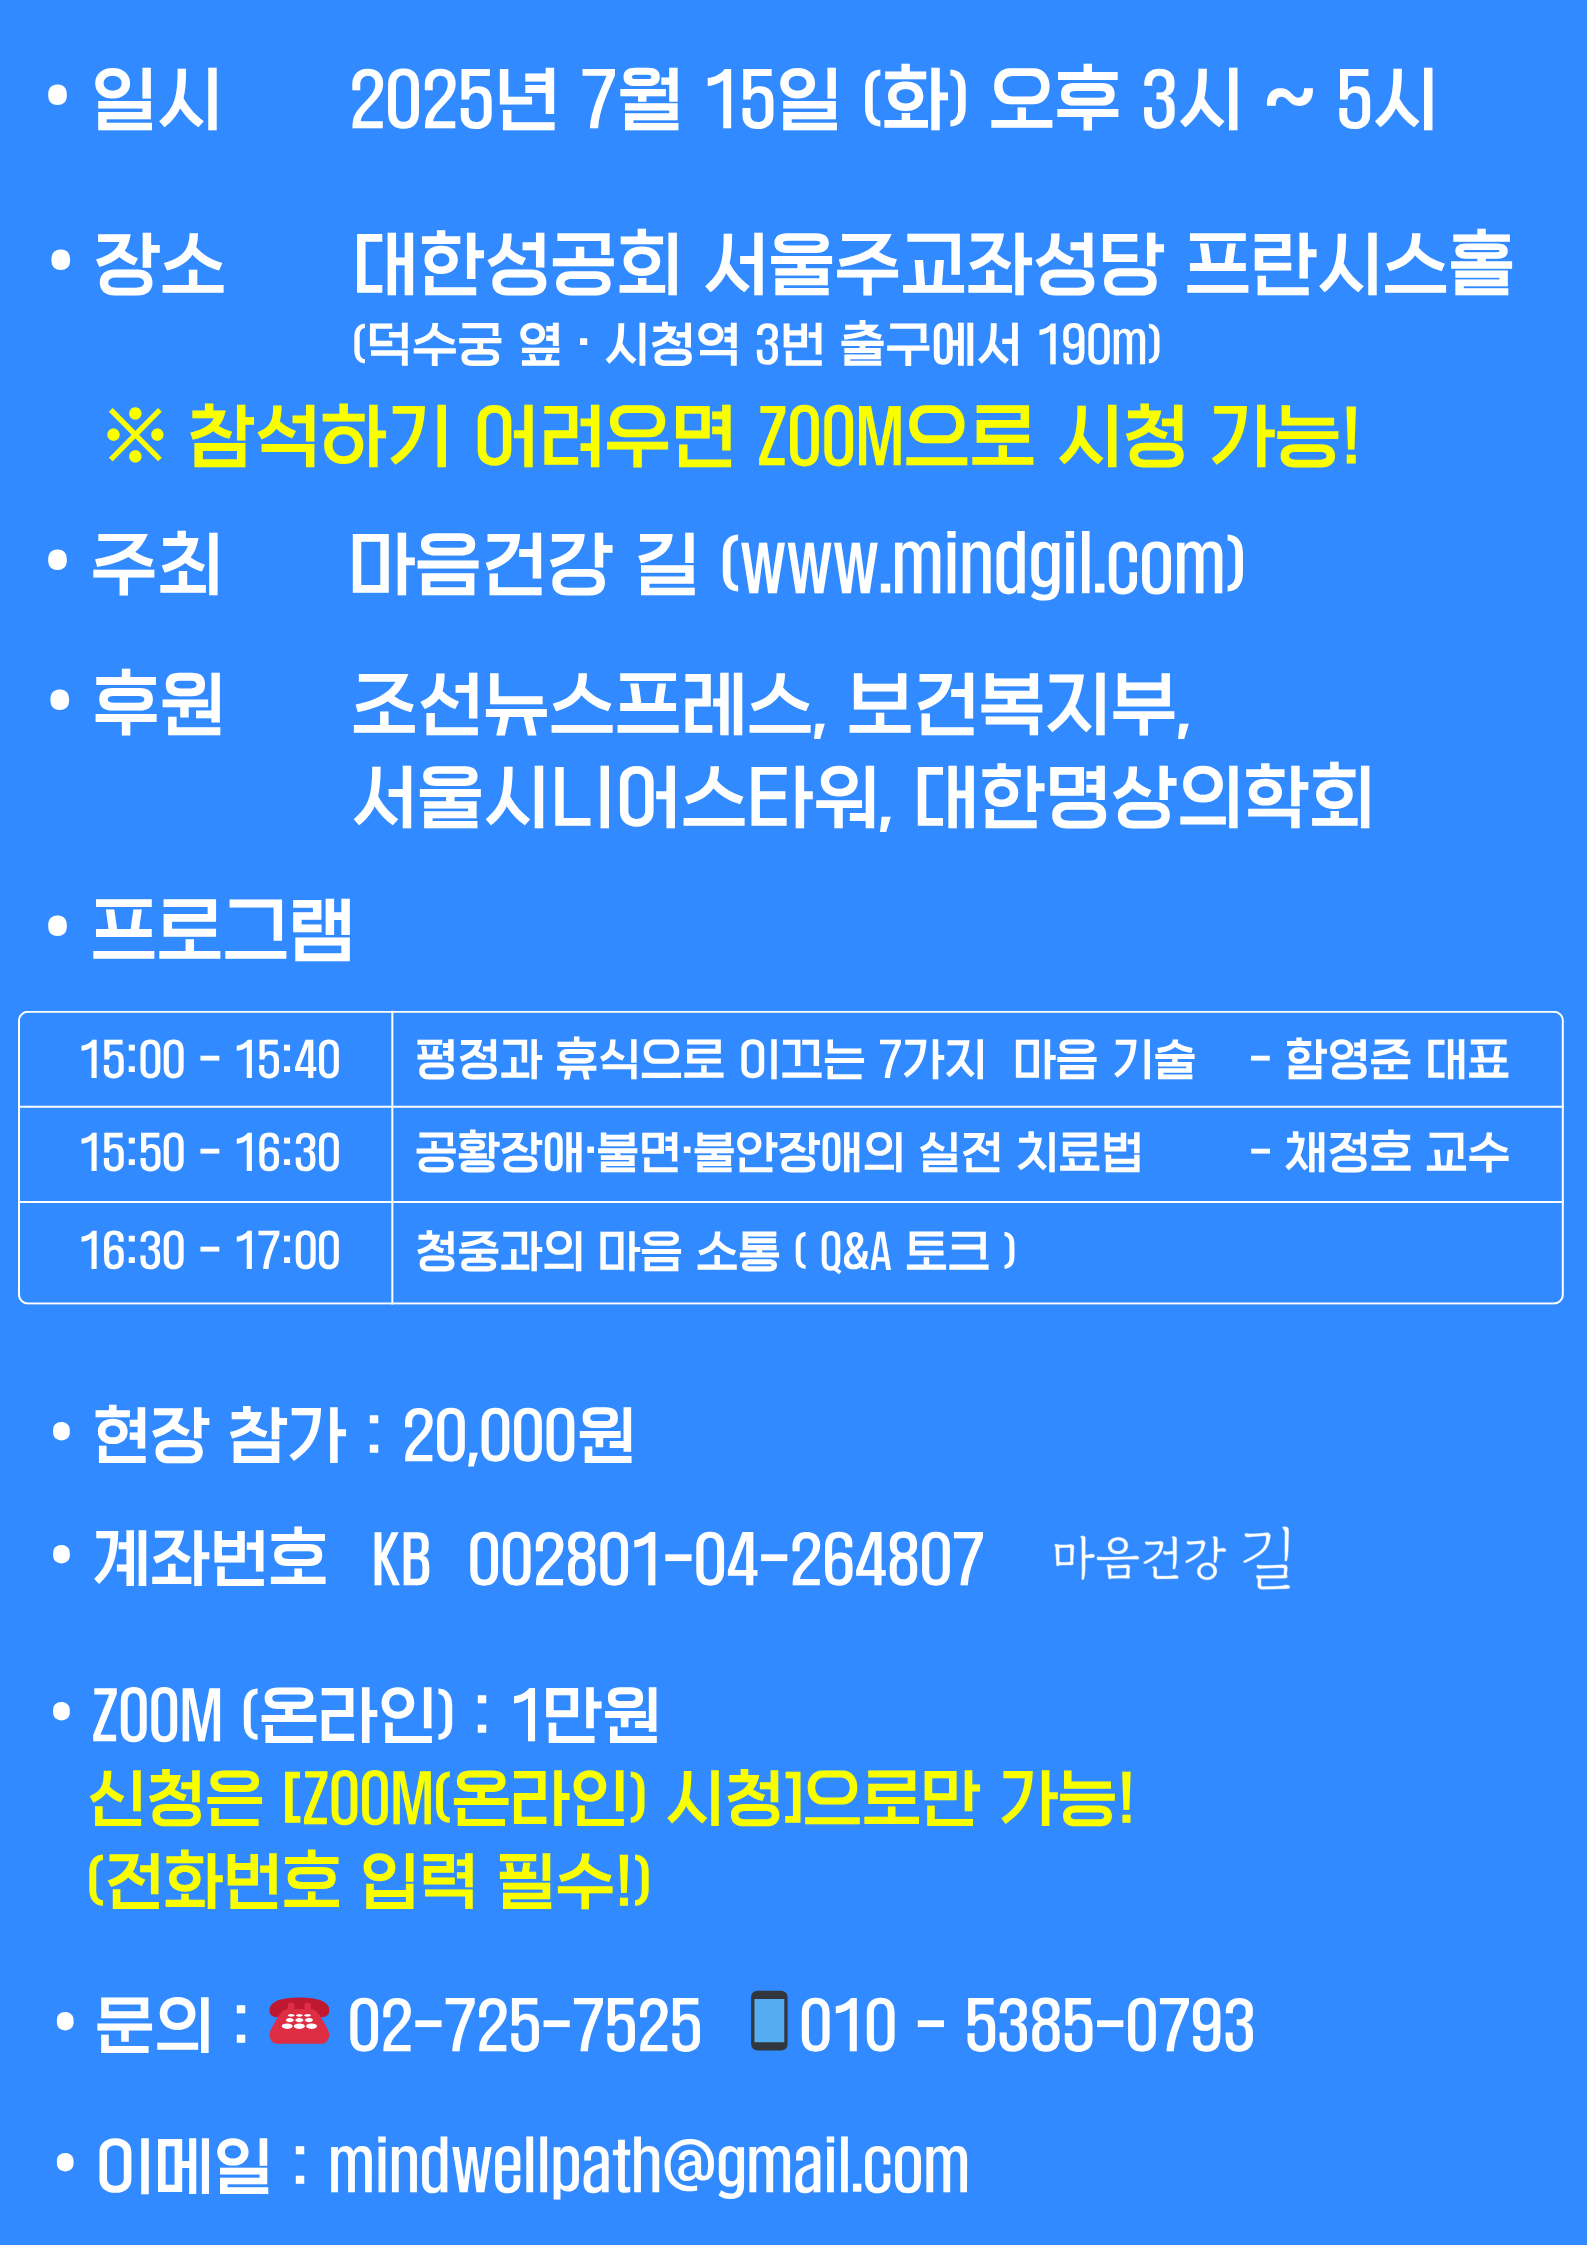 • 일시 2025년 7월 15일 (화) 오후 3시 ~ 5시
• 장소 대한성공회 서울주교좌성당 프란시스홀
(덕수궁 옆 · 시청역 3번 출구에서 190m)
※ 참석하기 어려우면 ZOOM으로 시청 가능!
• 주최 마음건강 길 (www.mindgil.com)
• 후원 조선뉴스프레스, 보건복지부,
서울시니어스타워, 대한명상의학회
• 프로그램
15:00 - 15:40 평정과 휴식으로 이끄는 7가지 마음 기술 - 함영준 대표
15:50 - 16:30 공황장애·불면·불안장애의 실전 치료법 - 채정호 교수
16:30 - 17:00 청중과의 마음 소통 ( Q&A 토크 )
• 현장 참가 : 20,000원
• 계좌번호 KB 002801-04-264807 마음건강 길
• ZOOM (온라인) : 1만원
신청은 [ZOOM(온라인) 시청]으로만 가능!
(전화번호 입력 필수!)
• 문의 : ☎ 02-725-7525 📱010 - 5385-0793
• 이메일 : mindwellpath@gmail.com